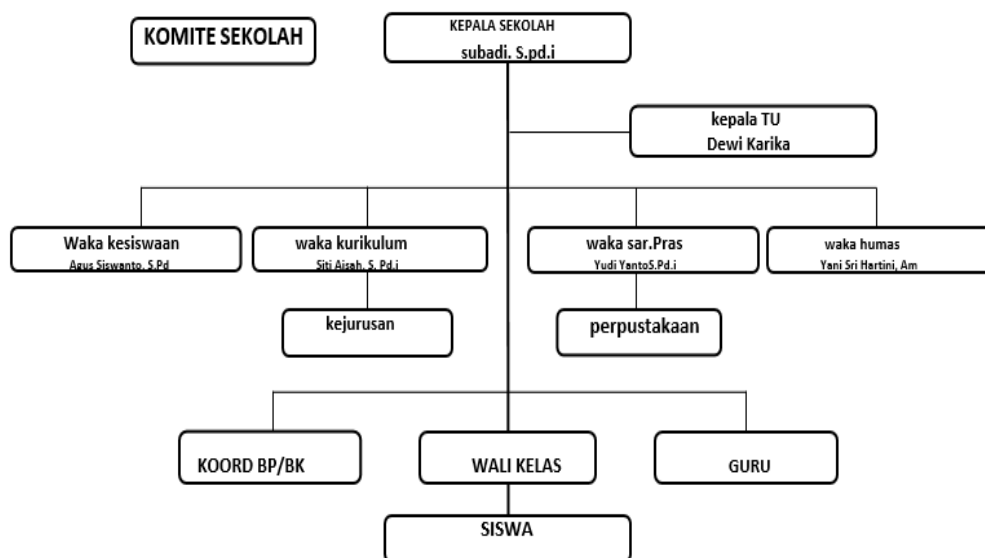 KOMITE SEKOLAH
KEPALA SEKOLAH
subadi. S.pd.i
kepala TU
Dewi Karika
Waka kesiswaan
Agus Siswanto, S.Pd
waka kurikulum
Siti Aisah, S, Pd.i
waka sar.Pras
Yudi YantoS.Pd.i
waka humas
Yani Sri Hartini, Am
kejurusan
perpustakaan
KOORD BP/BK
WALI KELAS
GURU
SISWA